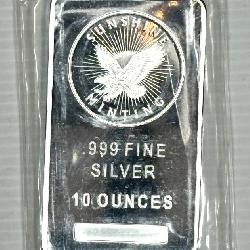 SUNSHINE
MINTING
.999 FINE
SILVER
10 OUNCES